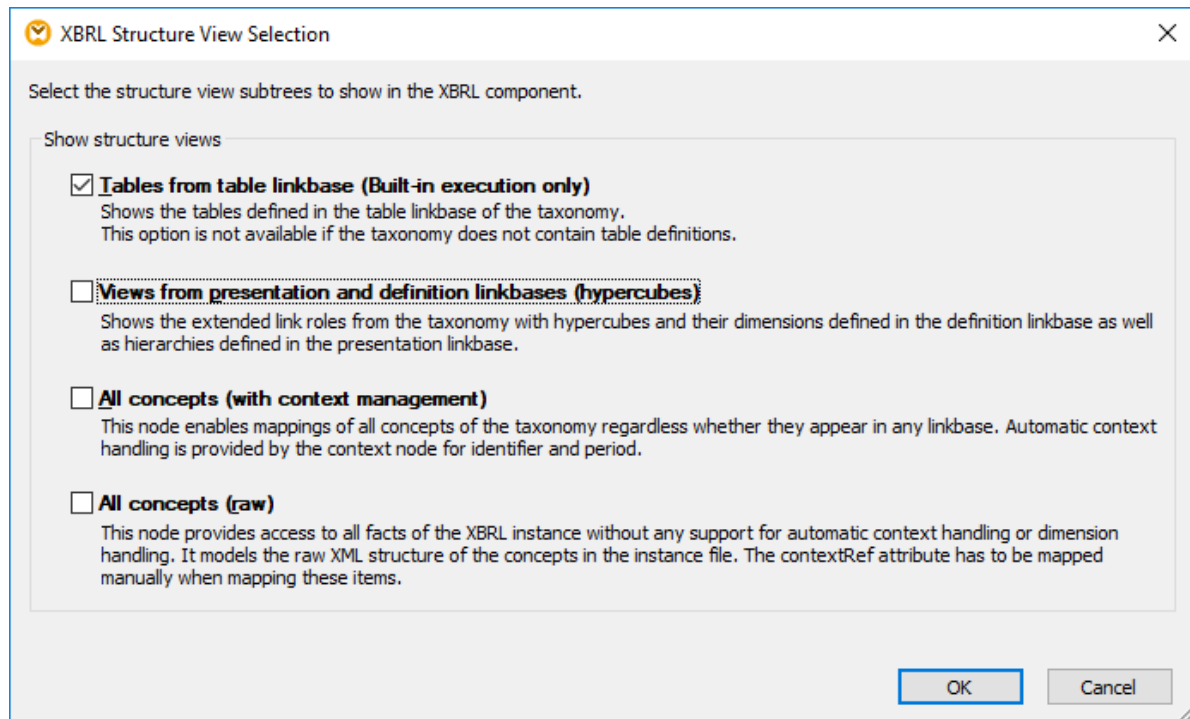 XBRL Structure View Selection
Select the structure view subtrees to show in the XBRL component.
Show structure views
Tables from table linkbase (Built-in execution only)
Shows the tables defined in the table linkbase of the taxonomy.
This option is not available if the taxonomy does not contain table definitions.
Views from presentation and definition linkbases (hypercubes)
Shows the extended link roles from the taxonomy with hypercubes and their dimensions defined in the definition linkbase as well
as hierarchies defined in the presentation linkbase.
All concepts (with context management)
This node enables mappings of all concepts of the taxonomy regardless whether they appear in any linkbase. Automatic context
handling is provided by the context node for identifier and period.
All concepts (raw)
This node provides access to all facts of the XBRL instance without any support for automatic context handling or dimension
handling. It models the raw XML structure of the concepts in the instance file. The contextRef attribute has to be mapped
manually when mapping these items.
OK Cancel